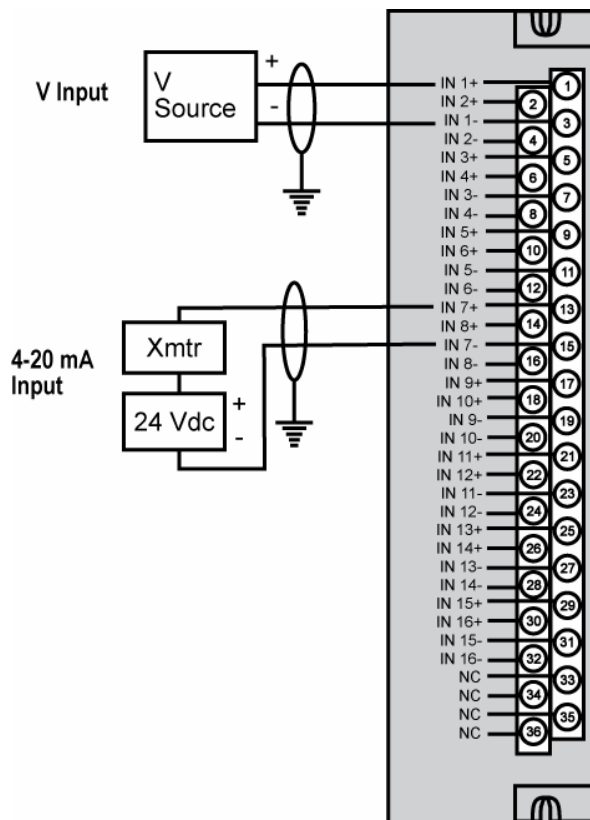 V Input
V
Source
+
-
4-20 mA
Input
Xmtr
24 Vdc
+
-
IN 1+
IN 2+
IN 1-
IN 2-
IN 3+
IN 4+
IN 3-
IN 4-
IN 5+
IN 6+
IN 5-
IN 6-
IN 7+
IN 8+
IN 7-
IN 8-
IN 9+
IN 10+
IN 9-
IN 10-
IN 11+
IN 12+
IN 11-
IN 12-
IN 13+
IN 14+
IN 13-
IN 14-
IN 15+
IN 16+
IN 15-
IN 16-
NC
NC
NC
NC
1
2
3
4
5
6
7
8
9
10
11
12
13
14
15
16
17
18
19
20
21
22
23
24
25
26
27
28
29
30
31
32
33
34
35
36